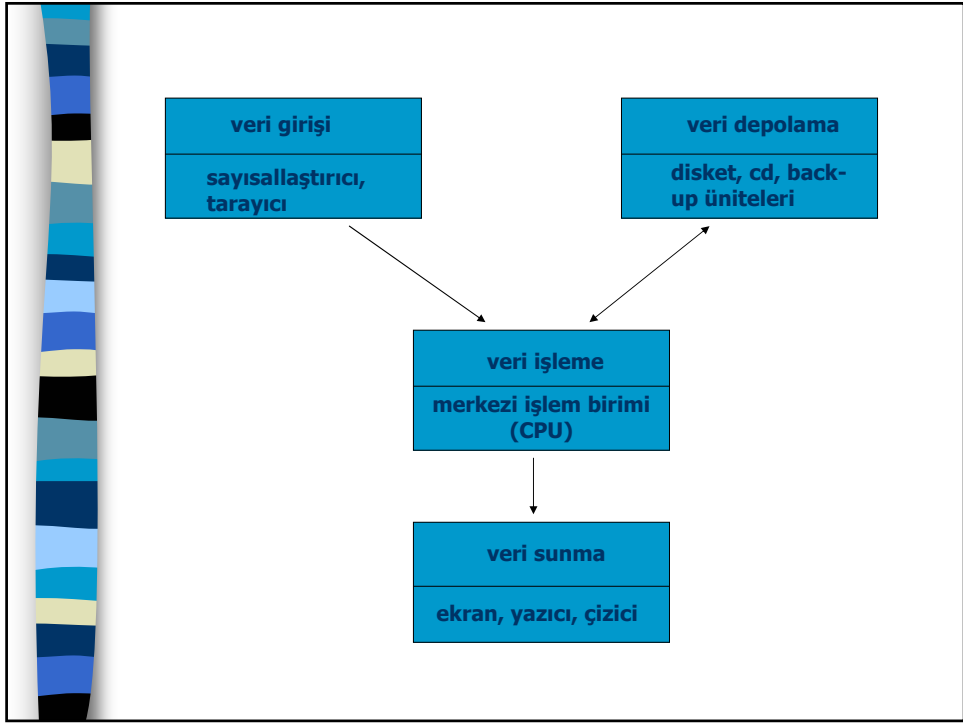 veri girişi
sayısallaştırıcı,
tarayıcı
veri depolama
disket, cd, back-
up üniteleri
veri işleme
merkezi işlem birimi
(CPU)
veri sunma
ekran, yazıcı, çizici